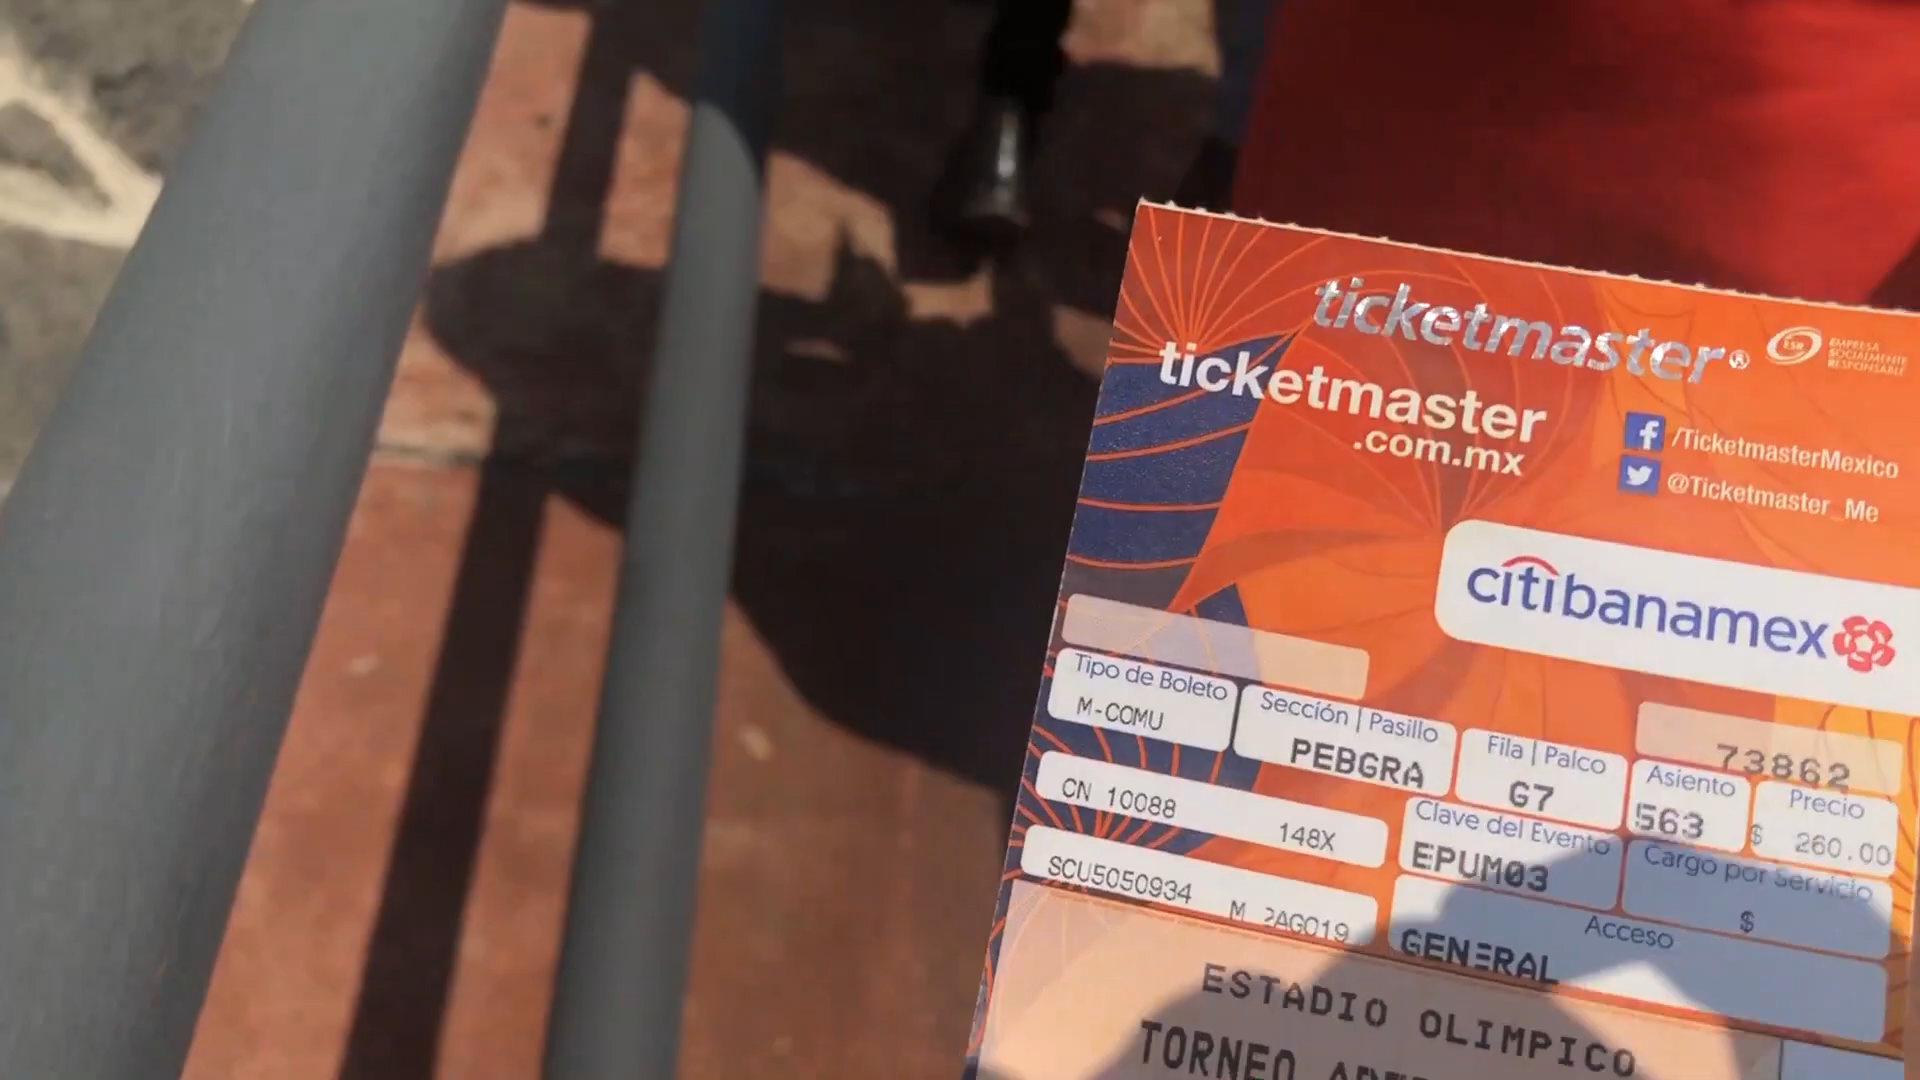 ticketmaster®
ESR EMPRESA
SOCIALMENTE
RESPONSABLE
ticketmaster
.com.mx
/TicketmasterMexico
@Ticketmaster_Me
citibanamex
73862
Tipo de Boleto
M-COMU
Sección | Pasillo
PEBGRA
Fila | Palco
G7
Asiento
563
Precio
$ 260.00
CN 10088 148X
Clave del Evento
EPUM03
Cargo por Servicio
$
SCU5050934 M 2AGO19
Acceso
GENERAL
ESTADIO OLIMPICO
TORNEO